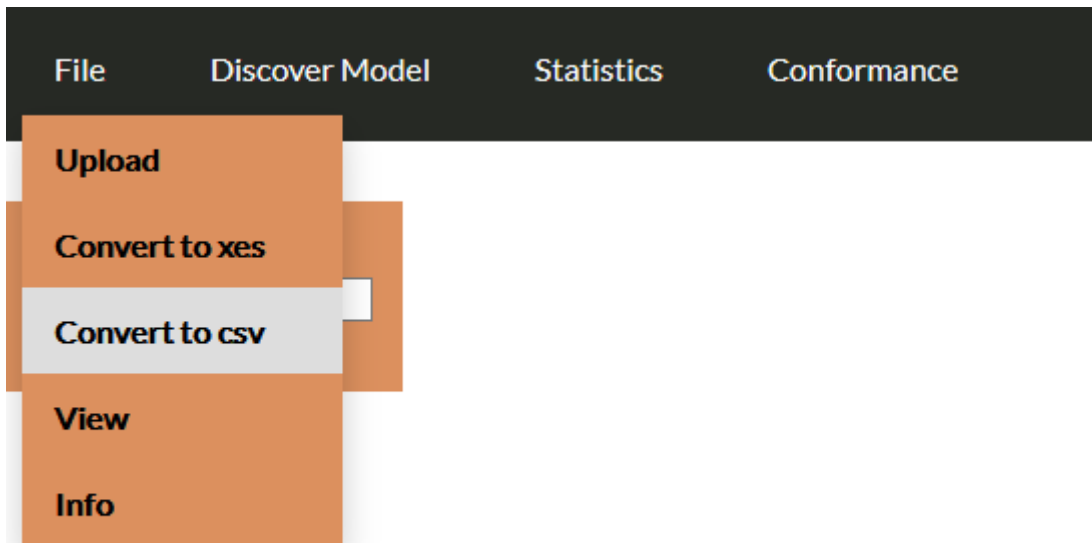 File Discover Model Statistics Conformance
Upload
Convert to xes
Convert to csv
View
Info